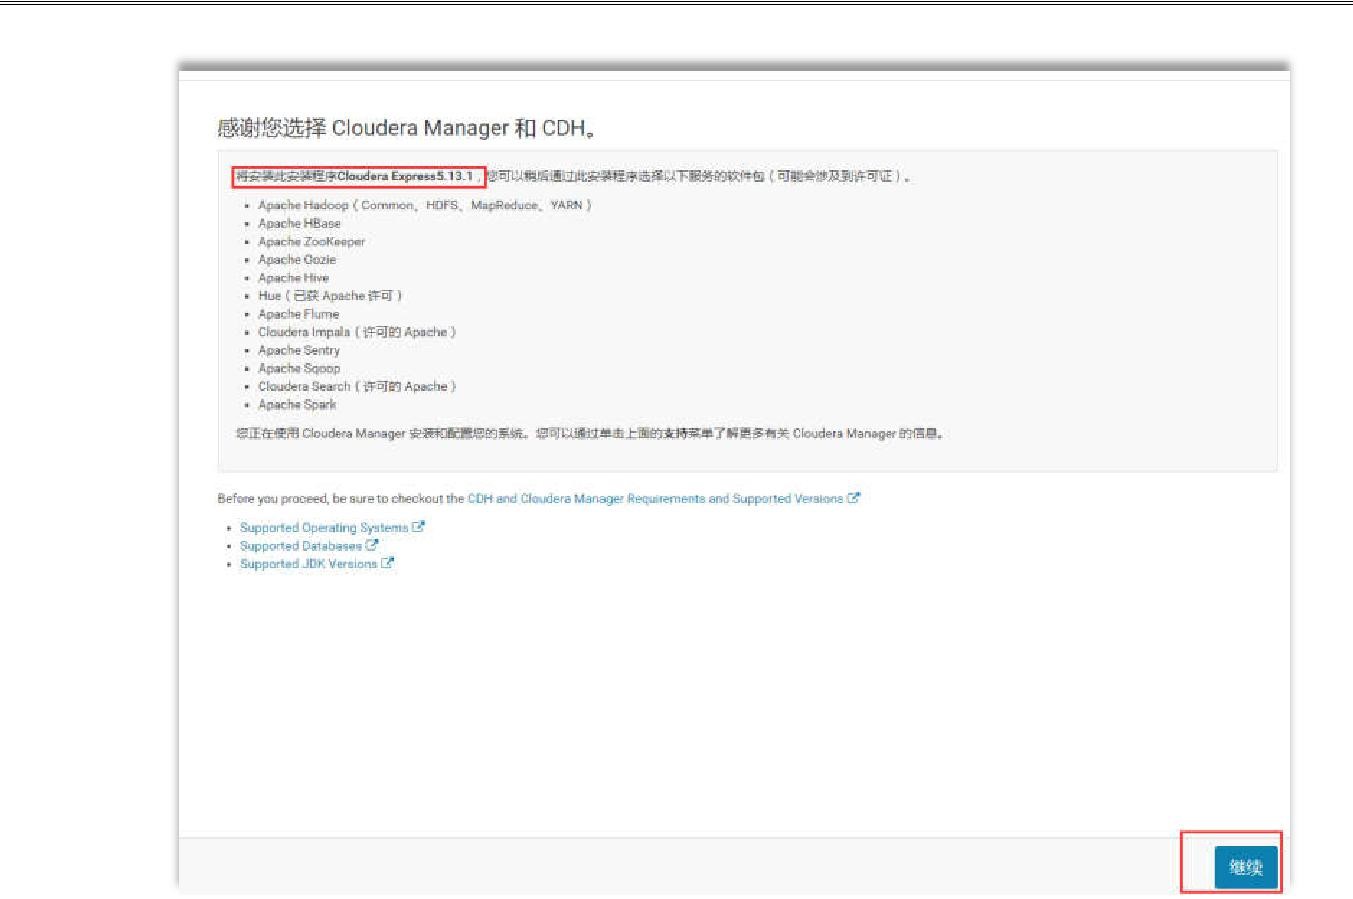 感谢您选择 Cloudera Manager 和 CDH。
将安装此安装程序Cloudera Express5.13.1，您可以稍后通过此安装程序选择以下服务的软件包（可能会涉及到许可证）。
• Apache Hadoop（Common、HDFS、MapReduce、YARN）
• Apache HBase
• Apache ZooKeeper
• Apache Oozie
• Apache Hive
• Hue（已获 Apache 许可）
• Apache Flume
• Cloudera Impala（许可的 Apache）
• Apache Sentry
• Apache Sqoop
• Cloudera Search（许可的 Apache）
• Apache Spark
您正在使用 Cloudera Manager 安装和配置您的系统。您可以通过单击上面的支持菜单了解更多有关 Cloudera Manager 的信息。
Before you proceed, be sure to checkout the CDH and Cloudera Manager Requirements and Supported Versions
• Supported Operating Systems
• Supported Databases
• Supported JDK Versions
继续